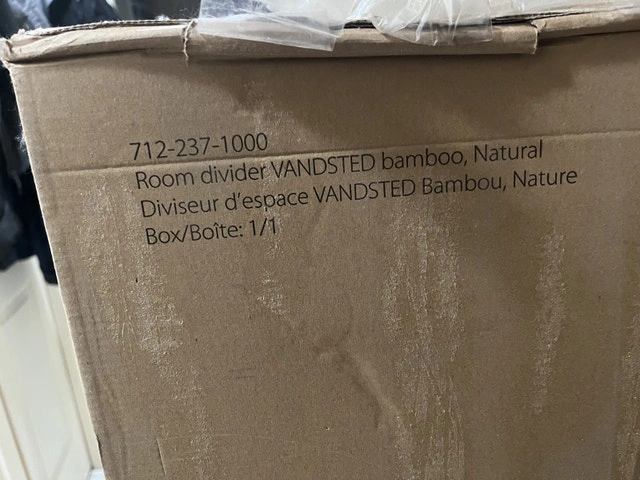 712-237-1000
Room divider VANDSTED bamboo, Natural
Diviseur d'espace VANDSTED Bambou, Nature
Box/Boîte: 1/1